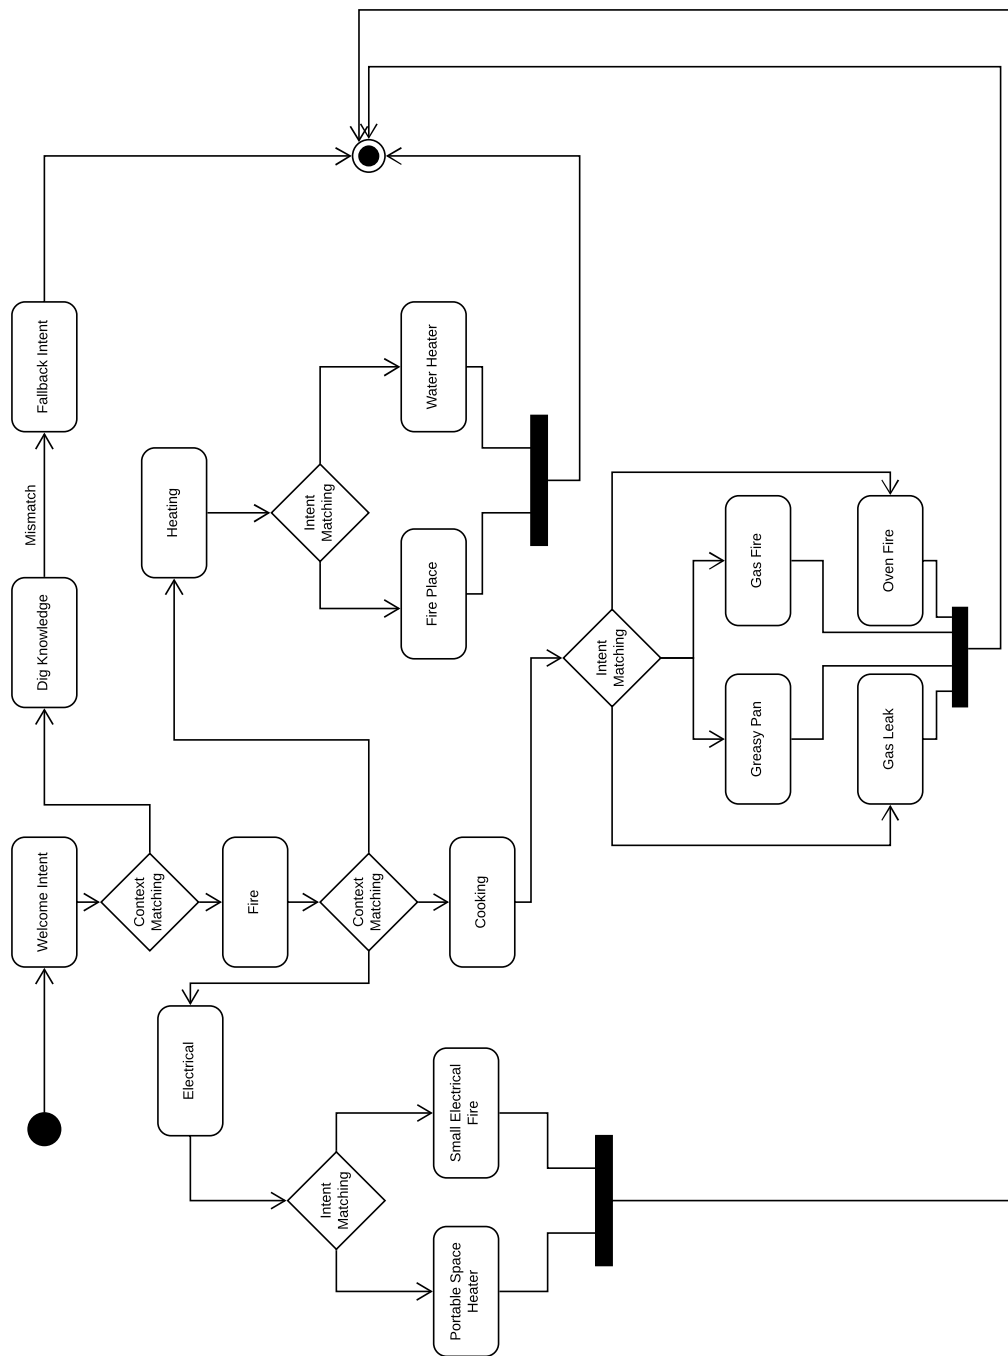 Welcome Intent
Dig Knowledge
Mismatch
Fallback Intent
Context
Matching
Heating
Electrical
Fire
Intent
Matching
Intent
Matching
Context
Matching
Fire Place
Water Heater
Portable Space
Heater
Small Electrical
Fire
Cooking
Intent
Matching
Greasy Pan
Gas Fire
Gas Leak
Oven Fire